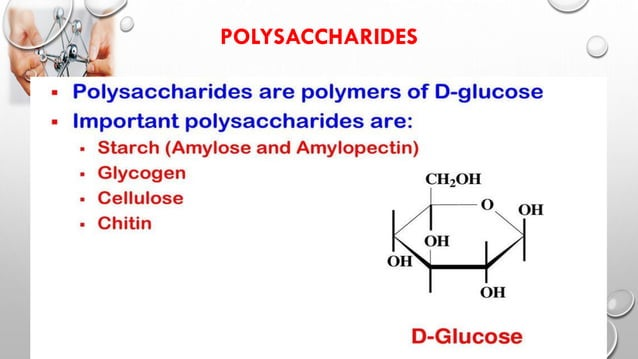 POLYSACCHARIDES
▪ Polysaccharides are polymers of D-glucose
▪ Important polysaccharides are:
▪ Starch (Amylose and Amylopectin)
▪ Glycogen
▪ Cellulose
▪ Chitin
CH₂OH
O OH
OH
OH
OH
D-Glucose